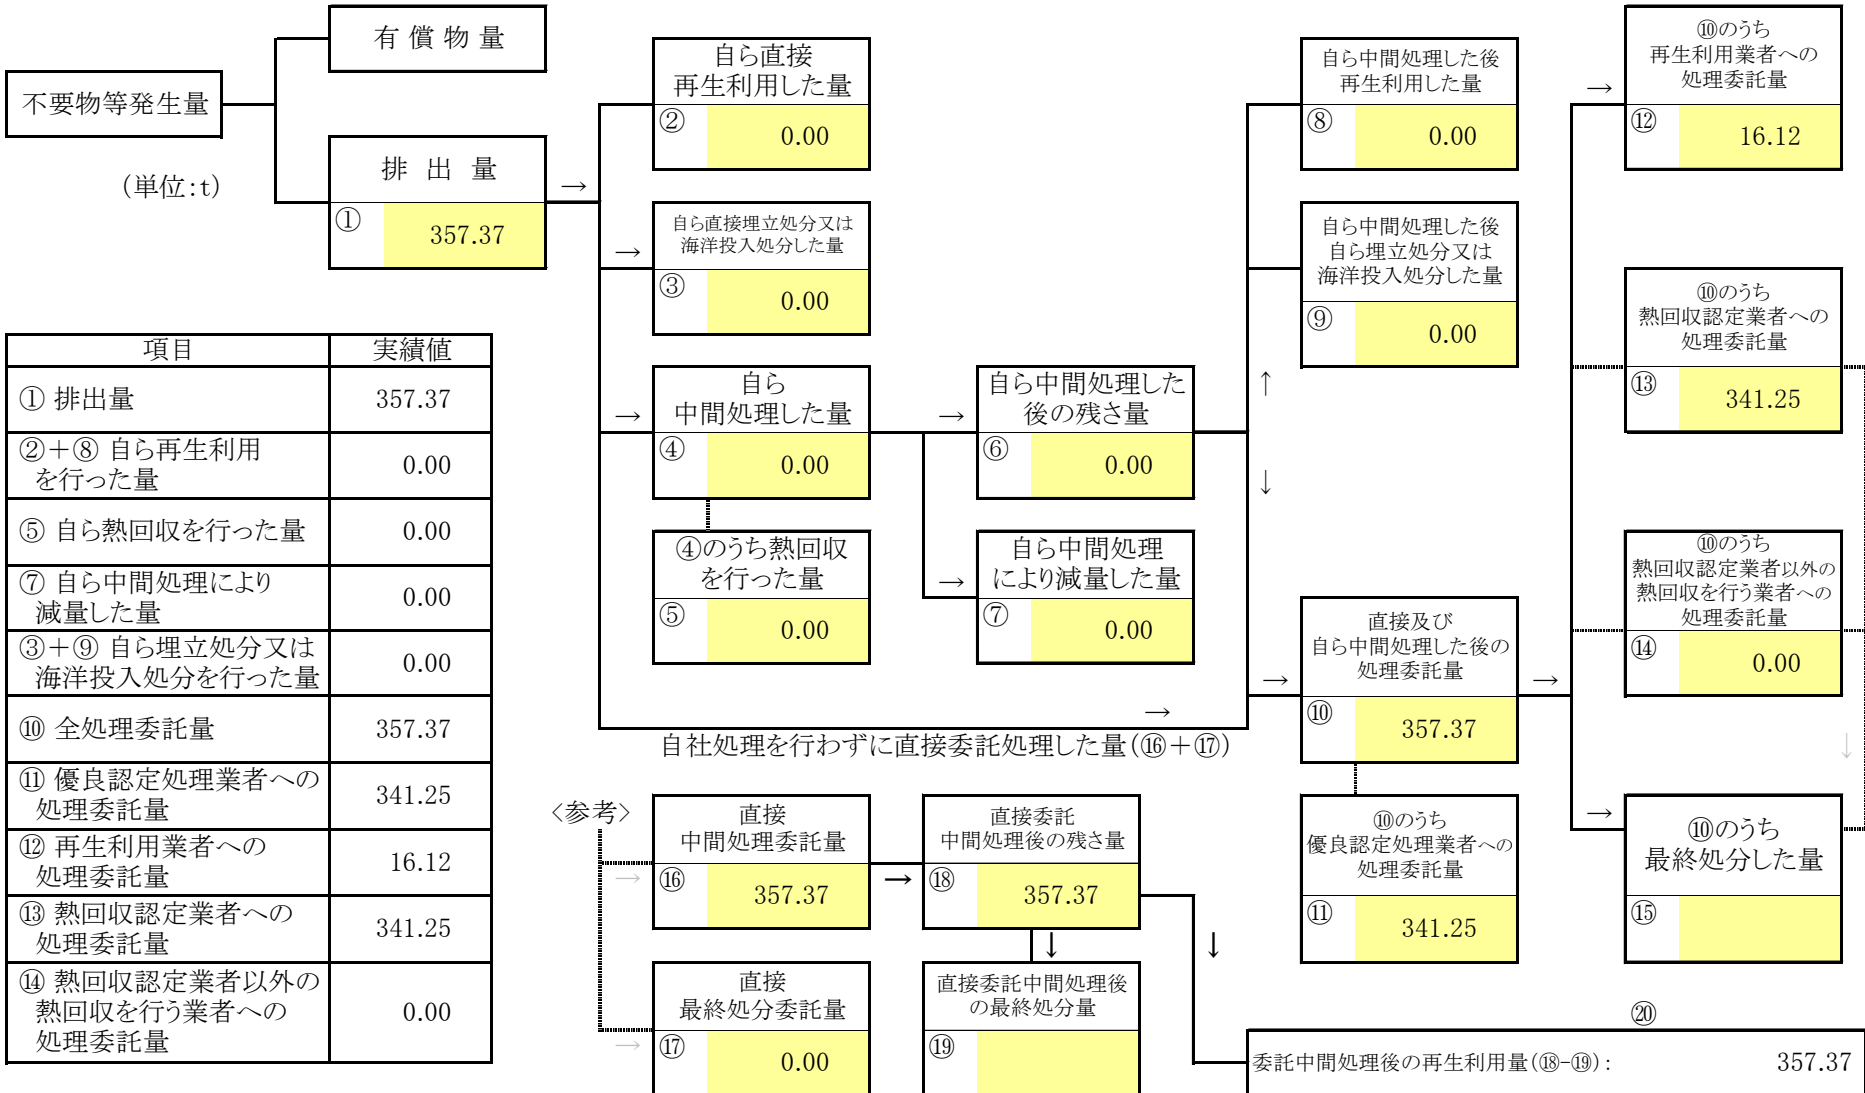 有 償 物 量
不要物等発生量
(単位:t)
排 出 量
①
357.37
→
自ら直接
再生利用した量
②
0.00
→
自ら直接埋立処分又は
海洋投入処分した量
③
0.00
→
自ら
中間処理した量
④
0.00
④のうち熱回収
を行った量
⑤
0.00
→
自ら中間処理した
後の残さ量
⑥
0.00
→
自ら中間処理
により減量した量
⑦
0.00
↑
↓
自ら中間処理した後
再生利用した量
⑧
0.00
自ら中間処理した後
自ら埋立処分又は
海洋投入処分した量
⑨
0.00
→
自社処理を行わずに直接委託処理した量(⑯+⑰)
→
直接及び
自ら中間処理した後の
処理委託量
⑩
357.37
⑩のうち
優良認定処理業者への
処理委託量
⑪
341.25
→
→
⑩のうち
再生利用業者への
処理委託量
⑫
16.12
⑩のうち
熱回収認定業者への
処理委託量
⑬
341.25
⑩のうち
熱回収認定業者以外の
熱回収を行う業者への
処理委託量
⑭
0.00
↓
→
⑩のうち
最終処分した量
⑮
項目 実績値
① 排出量 357.37
②+⑧ 自ら再生利用
を行った量 0.00
⑤ 自ら熱回収を行った量 0.00
⑦ 自ら中間処理により
減量した量 0.00
③+⑨ 自ら埋立処分又は
海洋投入処分を行った量 0.00
⑩ 全処理委託量 357.37
⑪ 優良認定処理業者への
処理委託量 341.25
⑫ 再生利用業者への
処理委託量 16.12
⑬ 熱回収認定業者への
処理委託量 341.25
⑭ 熱回収認定業者以外の
熱回収を行う業者への
処理委託量 0.00
<参考>
→
直接
中間処理委託量
⑯
357.37
→
直接委託
中間処理後の残さ量
⑱
357.37
↓
↓
→
直接
最終処分委託量
⑰
0.00
直接委託中間処理後
の最終処分量
⑲
⑳
委託中間処理後の再生利用量(⑱-⑲): 357.37